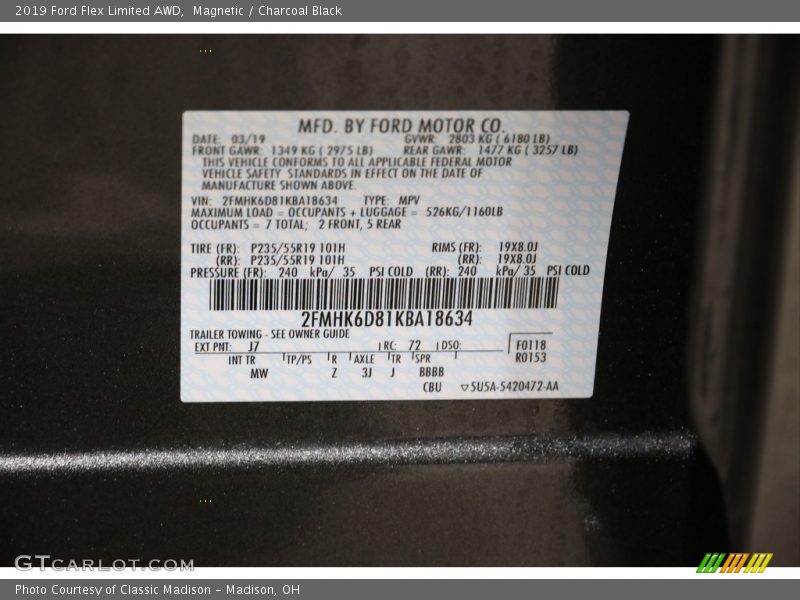 2019 Ford Flex Limited AWD,  Magnetic / Charcoal Black
MFD. BY FORD MOTOR CO.
DATE: 03/19 GVWR: 2803 KG ( 6180 LB)
FRONT GAWR: 1349 KG ( 2975 LB) REAR GAWR: 1477 KG ( 3257 LB)
THIS VEHICLE CONFORMS TO ALL APPLICABLE FEDERAL MOTOR
VEHICLE SAFETY STANDARDS IN EFFECT ON THE DATE OF
MANUFACTURE SHOWN ABOVE.
VIN: 2FMHK6D81KBA18634 TYPE: MPV
MAXIMUM LOAD = OCCUPANTS + LUGGAGE = 526KG/1160LB
OCCUPANTS = 7 TOTAL; 2 FRONT, 5 REAR
TIRE (FR): P235/55R19 101H RIMS (FR): 19X8.0J
(RR): P235/55R19 101H (RR): 19X8.0J
PRESSURE (FR): 240 kPa/ 35 PSI COLD (RR): 240 kPa/ 35 PSI COLD
2FMHK6D81KBA18634
TRAILER TOWING - SEE OWNER GUIDE
EXT PNT: J7 RC: 72 DSO: F0118
INT TR TP/PS R AXLE TR SPR R0153
MW Z 3J J BBBB
CBU 5U5A-5420472-AA
GTCARLOT.COM
Photo Courtesy of Classic Madison - Madison, OH